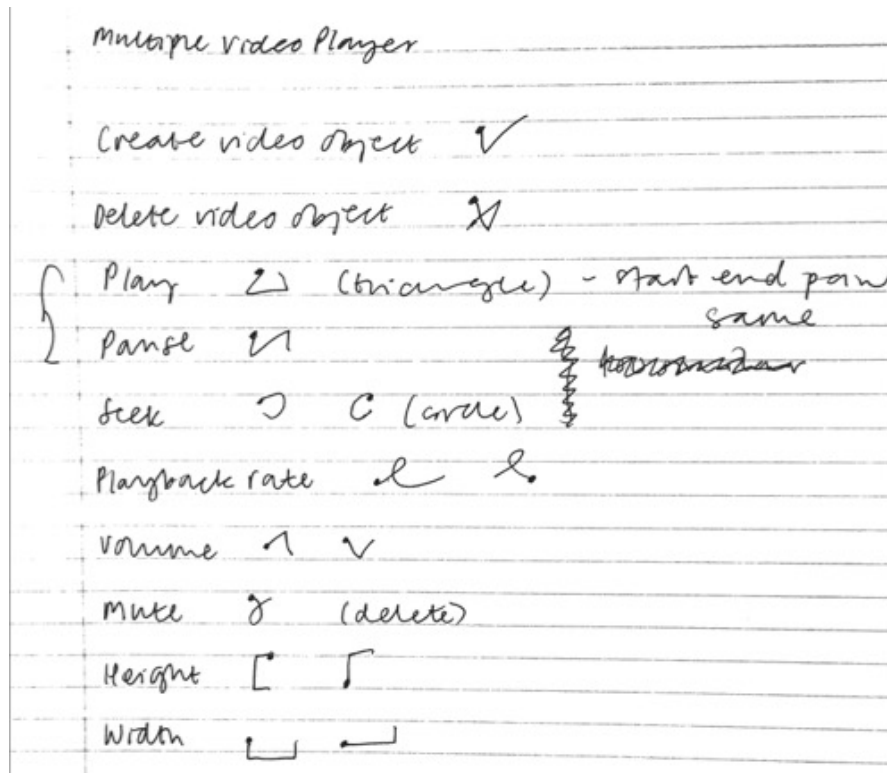 Multiple video Player
Create video object
Delete video object
Play (triangle) - start end poin
same
Pause
Seek (circle)
Playback rate
Volume
Mute (delete)
Height
Width